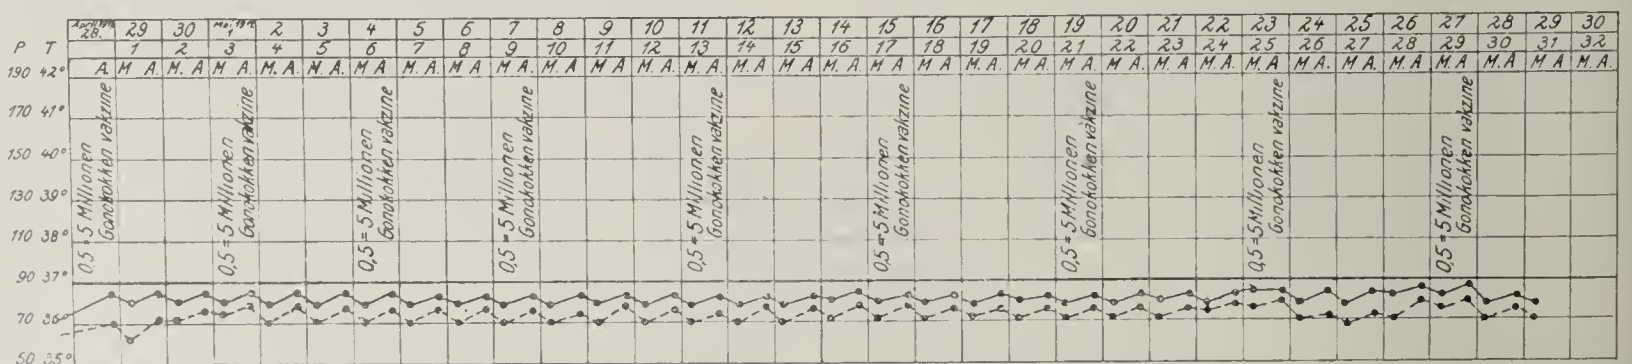 April 28. 29 30 Mai 1 2 3 4 5 6 7 8 9 10 11 12 13 14 15 16 17 18 19 20 21 22 23 24 25 26 27 28 29 30
P T 1 2 3 4 5 6 7 8 9 10 11 12 13 14 15 16 17 18 19 20 21 22 23 24 25 26 27 28 29 30 31 32
190 42° A. M A. M. A M A. M. A. M. A. M A M. A. M A. M A. M. A. M A M. A. M. A. M A. M A. M. A. M A. M A M. A. M. A. M A. M. A. M A. M A. M A. M. A. M A M A M A. M.A M A M. A.
170 41°
150 40°
130 39°
110 38°
90 37°
70 36°
50 35°
0,5 = 5 Millionen
Gonokokken vakzine
0,5 = 5 Millionen
Gonokokken vakzine
0,5 = 5 Millionen
Gonokokken vakzine
0,5 = 5 Millionen
Gonokokken vakzine
0,5 = 5 Millionen
Gonokokken vakzine
0,5 = 5 Millionen
Gonokokken vakzine
0,5 = 5 Millionen
Gonokokken vakzine
0,5 = 5 Millionen
Gonokokken vakzine
0,5 = 5 Millionen
Gonokokken vakzine